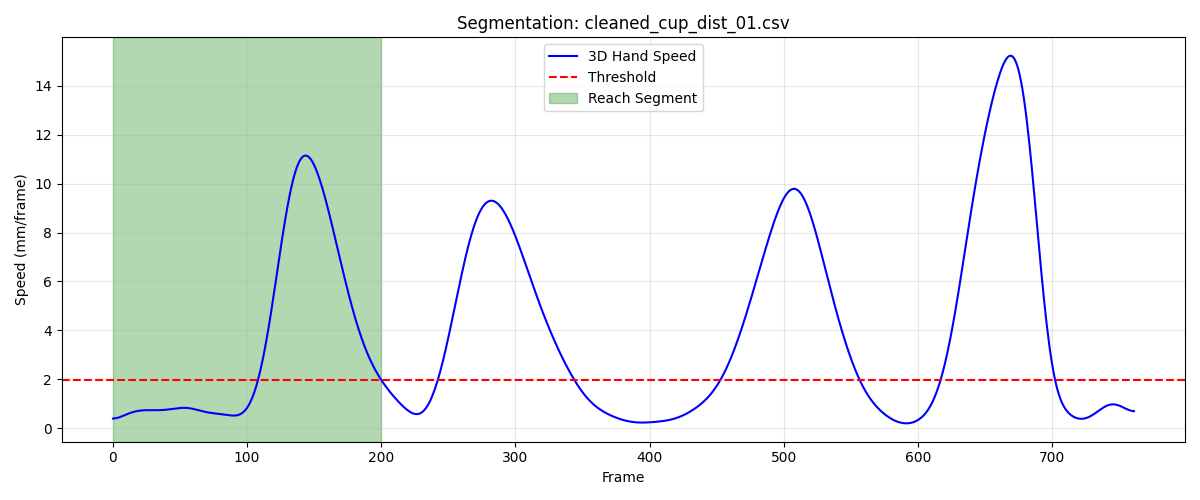 Segmentation: cleaned_cup_dist_01.csv
3D Hand Speed
Threshold
Reach Segment
Speed (mm/frame)
14
12
10
8
6
4
2
0
0 100 200 300 400 500 600 700
Frame